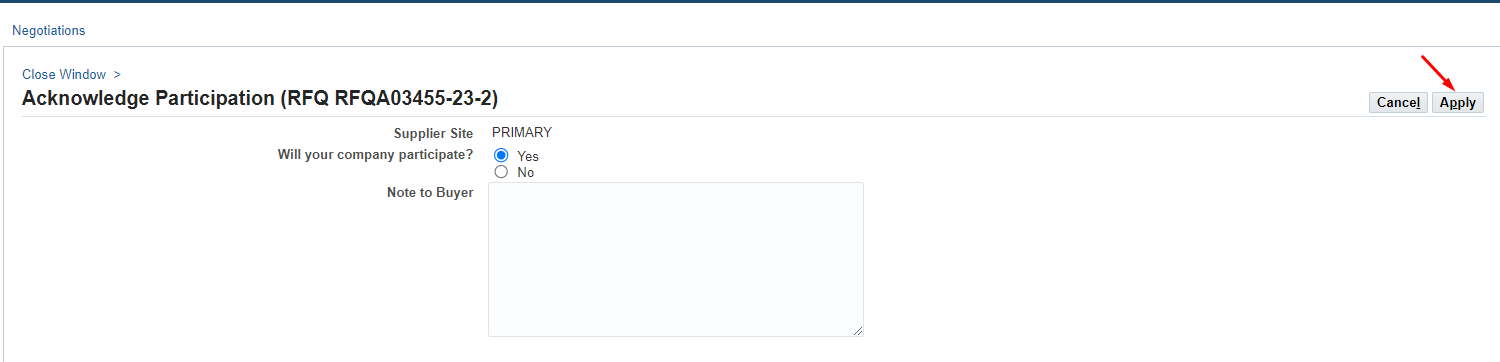 Negotiations
Close Window >
Acknowledge Participation (RFQ RFQA03455-23-2)
Cancel Apply
Supplier Site PRIMARY
Will your company participate? Yes
No
Note to Buyer